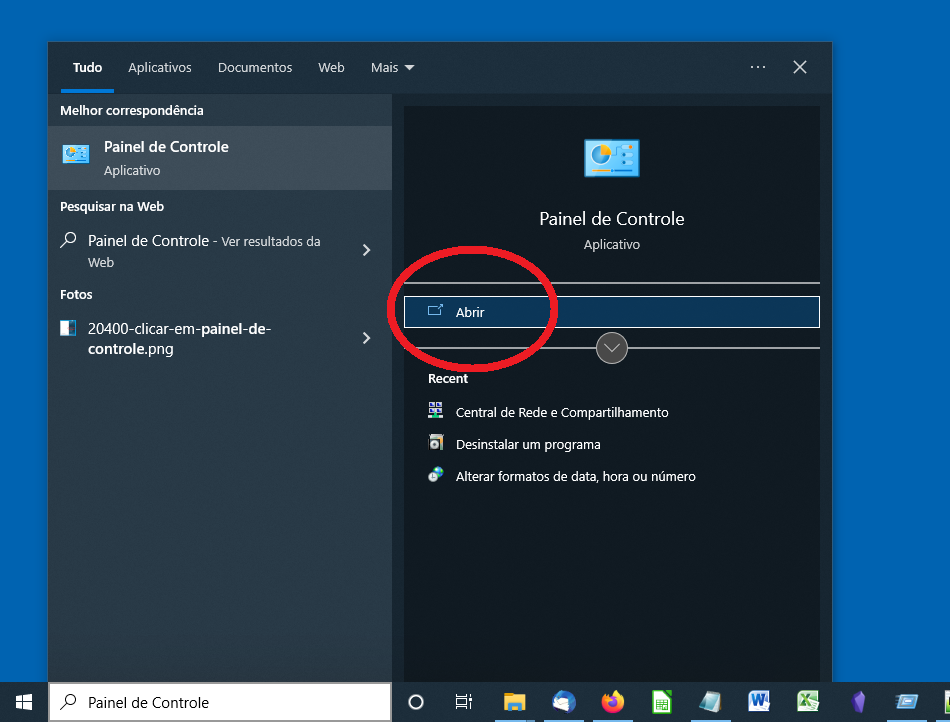 Tudo Aplicativos Documentos Web Mais
Melhor correspondência
Painel de Controle
Aplicativo
Pesquisar na Web
Painel de Controle - Ver resultados da
Web
Fotos
20400-clicar-em-painel-de-
controle.png
Painel de Controle
Aplicativo
Abrir
Recent
Central de Rede e Compartilhamento
Desinstalar um programa
Alterar formatos de data, hora ou número
Painel de Controle